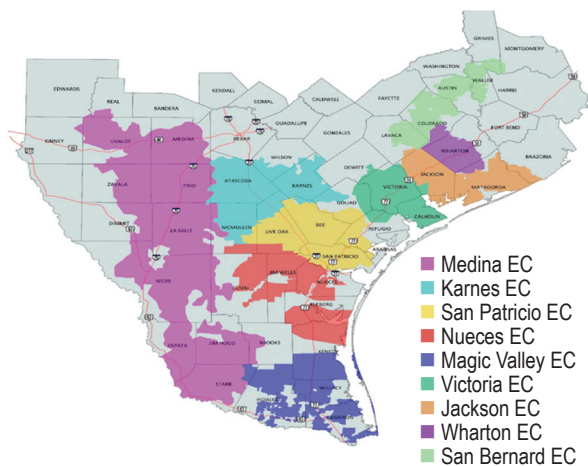 GRIMES
MONTGOMERY
WASHINGTON
WALLER
AUSTIN
HARRIS
EDWARDS
REAL
KENDALL
COMAL
CALDWELL
FAYETTE
BANDERA
GUADALUPE
GONZALES
LAVACA
COLORADO
FORT BEND
KINNEY
UVALDE
MEDINA
BEXAR
WILSON
DEWITT
WHARTON
BRAZORIA
ZAVALA
FRIO
ATASCOSA
KARNES
VICTORIA
JACKSON
MATAGORDA
GOLIAD
DIMMIT
LA SALLE
MCMULLEN
LIVE OAK
BEE
REFUGIO
CALHOUN
ARANSAS
SAN PATRICIO
WEBB
DUVAL
JIM WELLS
NUECES
KLEBERG
ZAPATA
JIM HOGG
BROOKS
KENEDY
STARR
HIDALGO
WILLACY
CAMERON
Medina EC
Karnes EC
San Patricio EC
Nueces EC
Magic Valley EC
Victoria EC
Jackson EC
Wharton EC
San Bernard EC